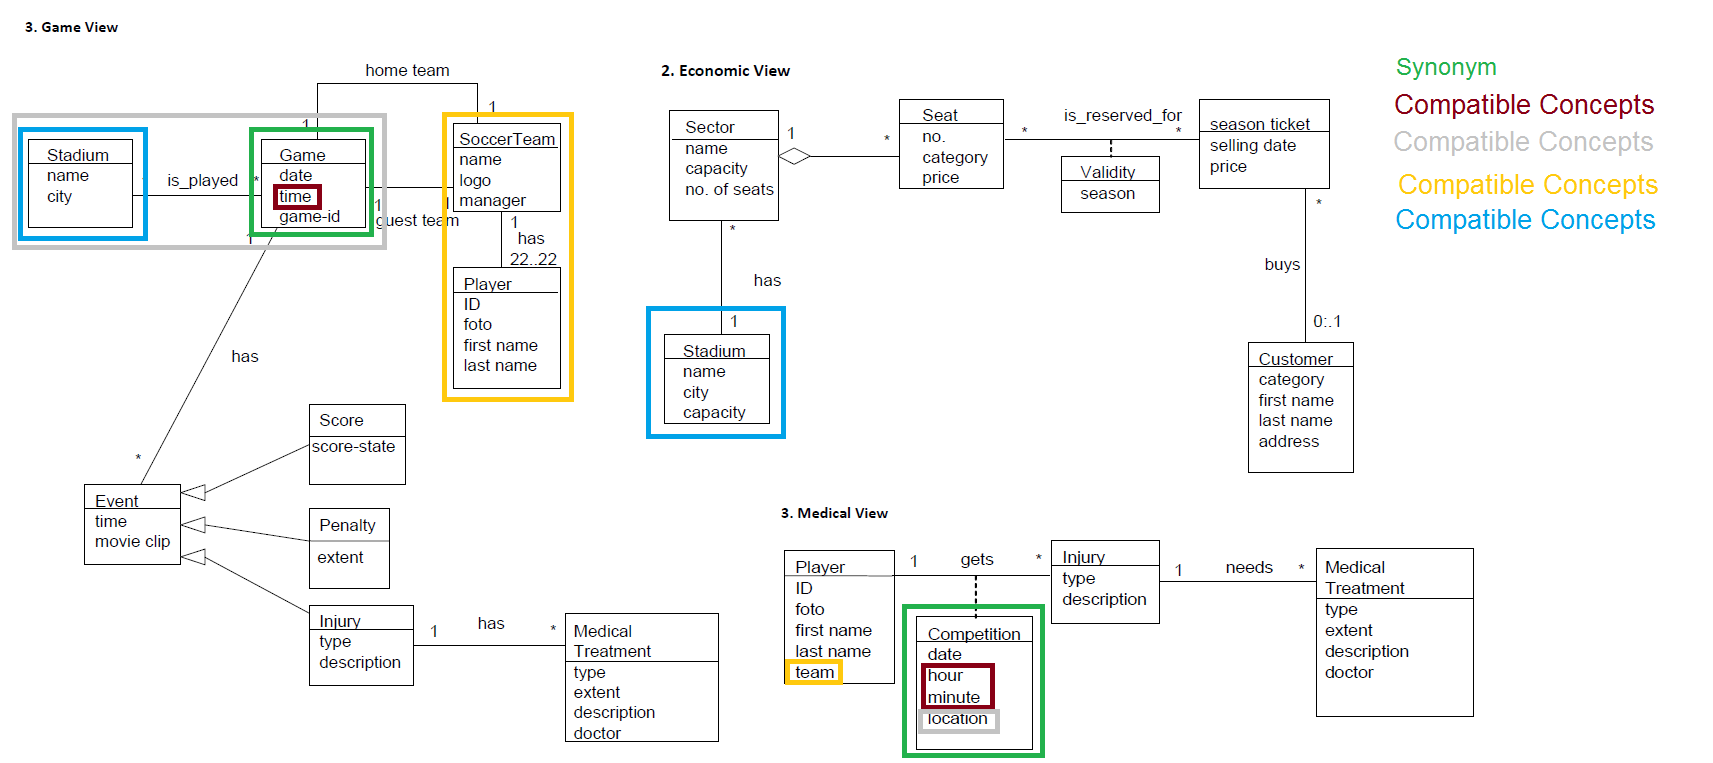 3. Game View
home team
1
1
Stadium
name
city
is_played
*
Game
date
time
game-id
1
1
1
guest team
SoccerTeam
name
logo
manager
1
has
22..22
Player
ID
foto
first name
last name
has
*
Event
time
movie clip
Score
score-state
Penalty
extent
Injury
type
description
1
has
*
Medical
Treatment
type
extent
description
doctor
2. Economic View
Sector
name
capacity
no. of seats
1
*
Seat
no.
category
price
*
is_reserved_for
*
Validity
season
season ticket
selling date
price
*
buys
0:.1
Customer
category
first name
last name
address
*
has
1
Stadium
name
city
capacity
3. Medical View
Player
ID
foto
first name
last name
team
1
gets
*
Competition
date
hour
minute
location
Injury
type
description
1
needs
*
Medical
Treatment
type
extent
description
doctor
Synonym
Compatible Concepts
Compatible Concepts
Compatible Concepts
Compatible Concepts